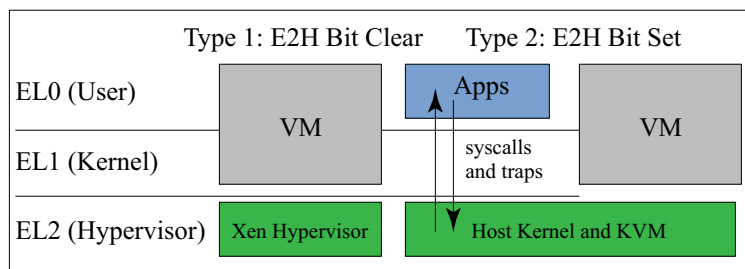 Type 1: E2H Bit Clear
Type 2: E2H Bit Set
EL0 (User)
Apps
VM
VM
EL1 (Kernel)
syscalls
and traps
EL2 (Hypervisor)
Xen Hypervisor
Host Kernel and KVM